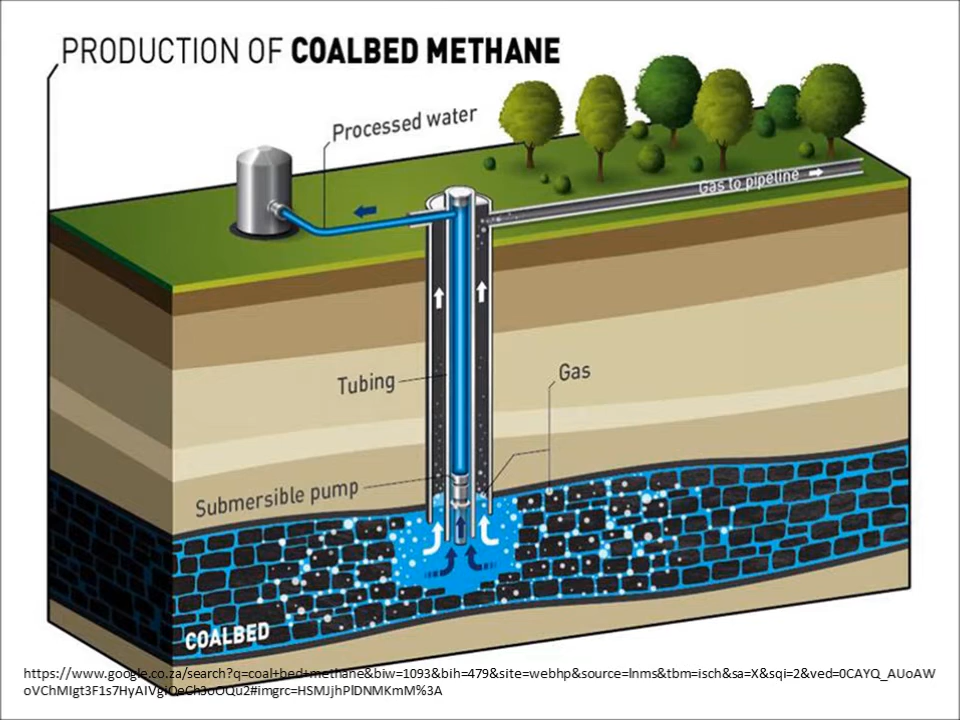 PRODUCTION OF COALBED METHANE
Processed water
Gas to pipeline
Gas
Tubing
Submersible pump
COALBED
https://www.google.co.za/search?q=coal+bed+methane&biw=1093&bih=479&site=webhp&source=lnms&tbm=isch&sa=X&sqi=2&ved=0CAYQ_AUoAW